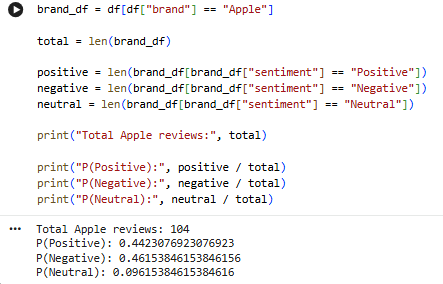 brand_df = df[df["brand"] == "Apple"]
total = len(brand_df)
positive = len(brand_df[brand_df["sentiment"] == "Positive"])
negative = len(brand_df[brand_df["sentiment"] == "Negative"])
neutral = len(brand_df[brand_df["sentiment"] == "Neutral"])
print("Total Apple reviews:", total)
print("P(Positive):", positive / total)
print("P(Negative):", negative / total)
print("P(Neutral):", neutral / total)
Total Apple reviews: 104
P(Positive): 0.4423076923076923
P(Negative): 0.46153846153846156
P(Neutral): 0.09615384615384616